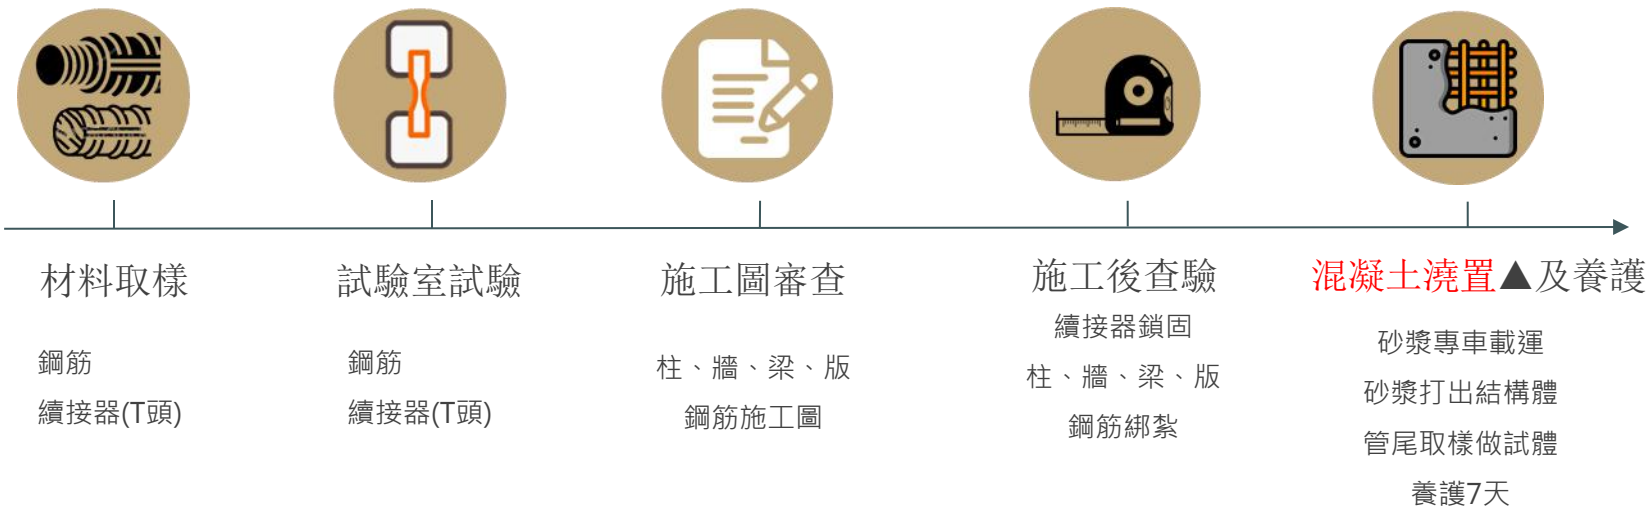 材料取樣
鋼筋
續接器(T頭)
試驗室試驗
鋼筋
續接器(T頭)
施工圖審查
柱、牆、梁、版
鋼筋施工圖
施工後查驗
續接器鎖固
柱、牆、梁、版
鋼筋綁紮
混凝土澆置▲及養護
砂漿專車載運
砂漿打出結構體
管尾取樣做試體
養護7天